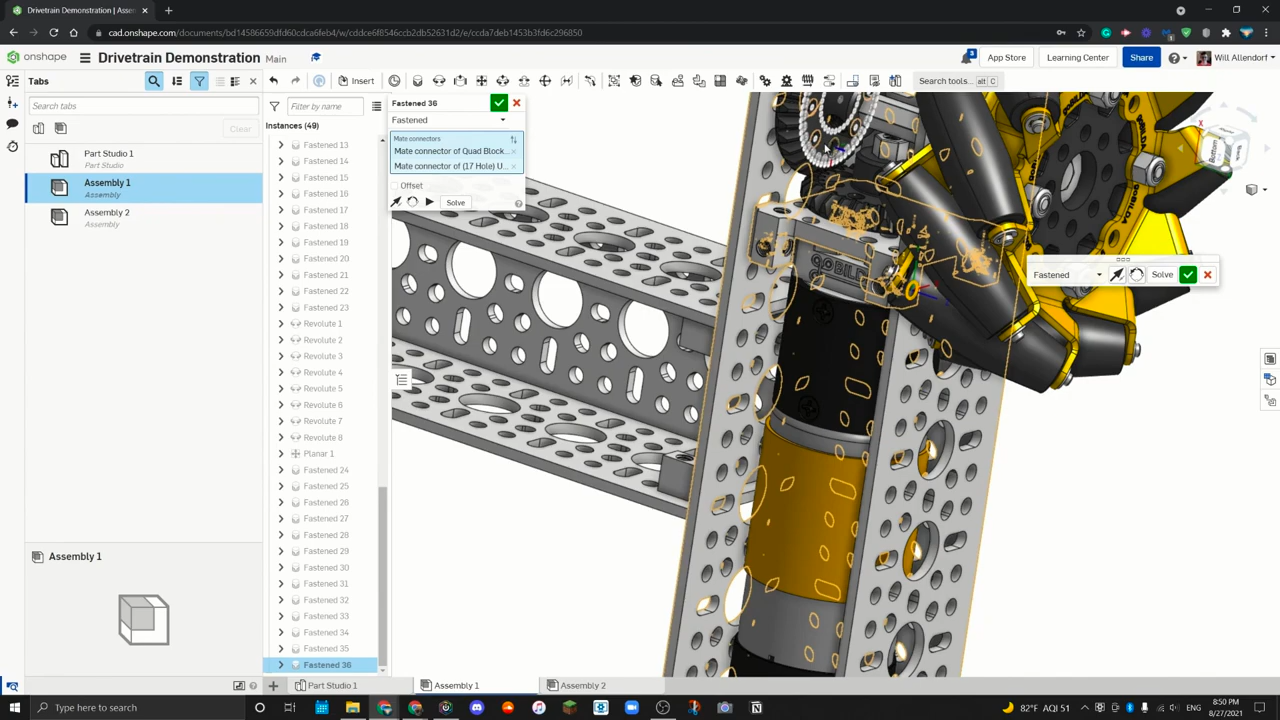 Drivetrain Demonstration | Assen
cad.onshape.com/documents/bd14586659dfd60cdca6feb4/w/cddce6f8546ccb2db52631d2/e/ccda7deb1453b3fd6c296850
onshape
Drivetrain Demonstration Main
3
App Store
Learning Center
Share
Will Allendorf
Tabs
Insert
Search tools...
alt C
Search tabs
Clear
Part Studio 1
Part Studio
Assembly 1
Assembly
Assembly 2
Assembly
Filter by name
Instances (49)
Fastened 13
Fastened 14
Fastened 15
Fastened 16
Fastened 17
Fastened 18
Fastened 19
Fastened 20
Fastened 21
Fastened 22
Fastened 23
Revolute 1
Revolute 2
Revolute 3
Revolute 4
Revolute 5
Revolute 6
Revolute 7
Revolute 8
Planar 1
Fastened 24
Fastened 25
Fastened 26
Fastened 27
Fastened 28
Fastened 29
Fastened 30
Fastened 31
Fastened 32
Fastened 33
Fastened 34
Fastened 35
Fastened 36
Fastened 36
Fastened
Mate connectors
Mate connector of Quad Block...
Mate connector of (17 Hole) U...
Offset
Solve
Fastened
Solve
Bottom
goBILDA
goBILDA
Assembly 1
Part Studio 1
Assembly 1
Assembly 2
Type here to search
82°F AQI 51
ENG
8:50 PM
8/27/2021